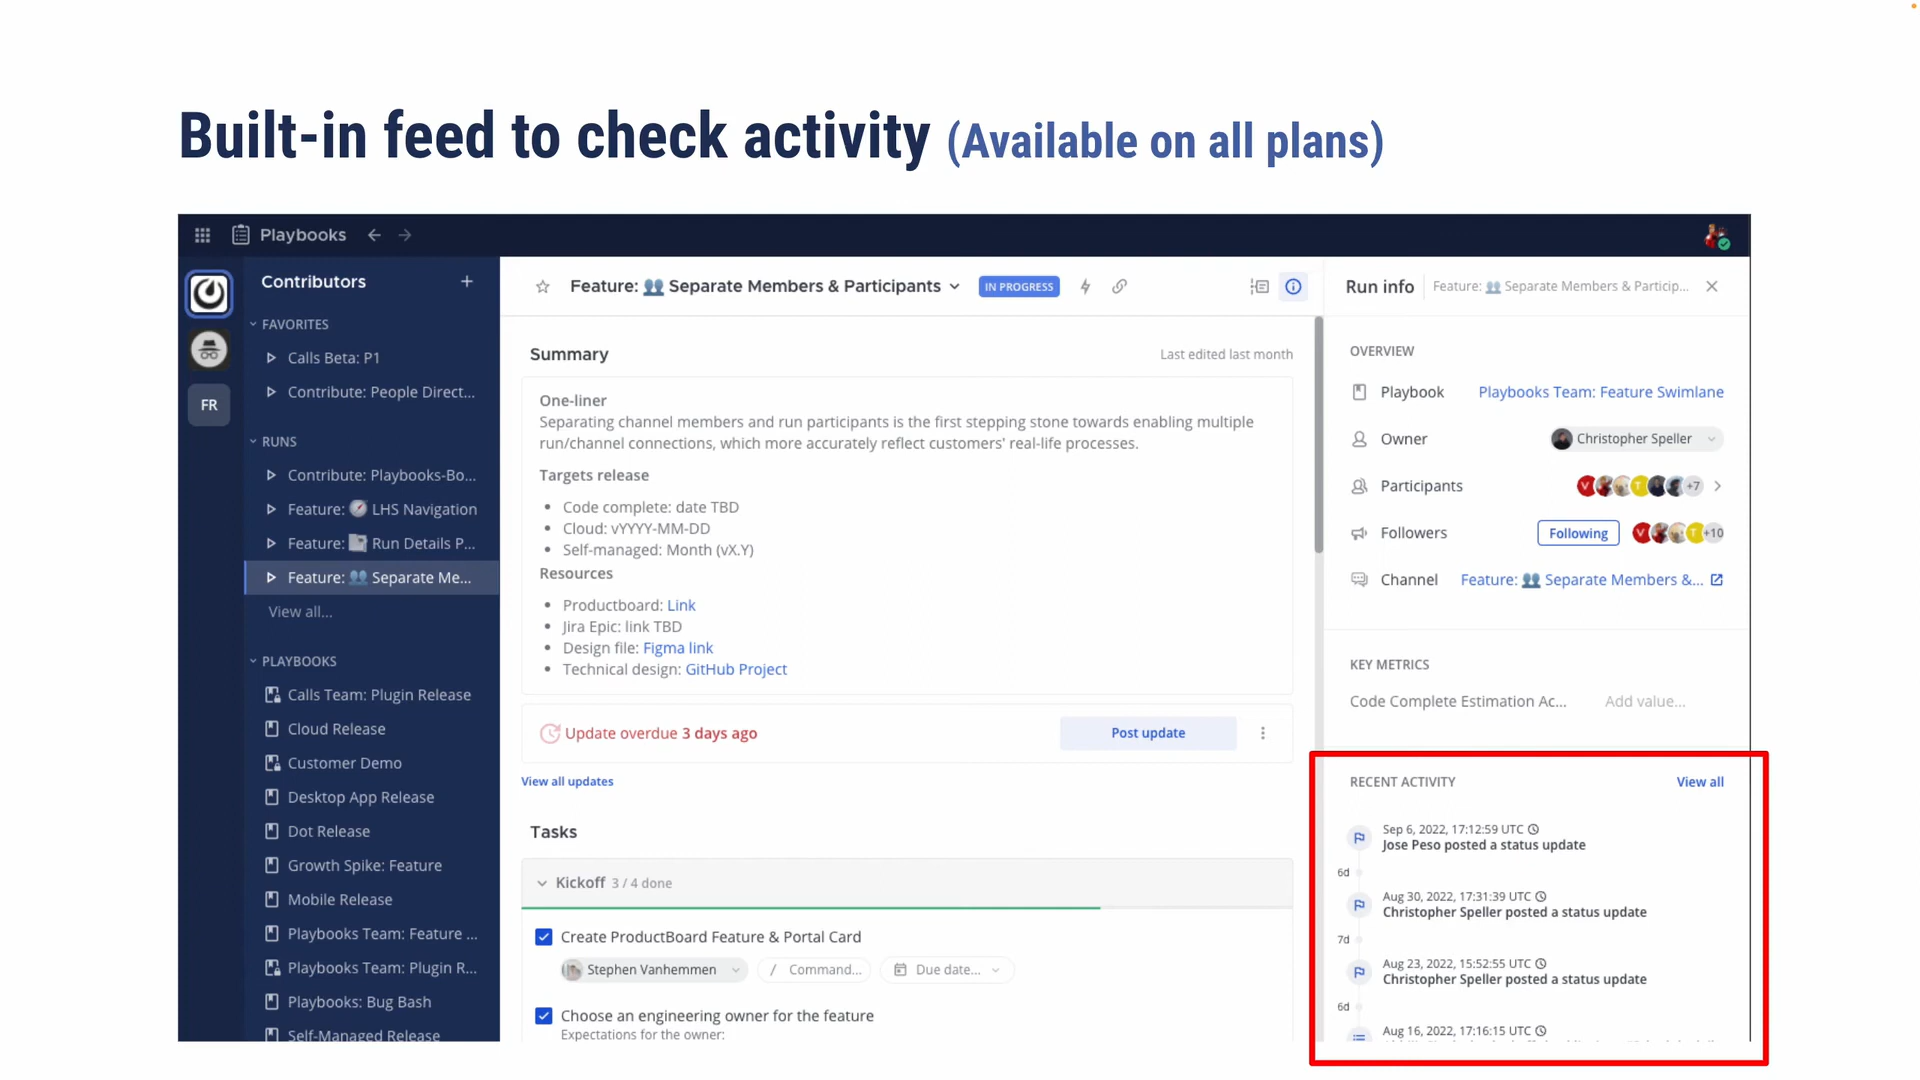 Built-in feed to check activity (Available on all plans)
Playbooks
Contributors
FAVORITES
Calls Beta: P1
Contribute: People Direct...
FR
RUNS
Contribute: Playbooks-Bo...
Feature: LHS Navigation
Feature: Run Details P...
Feature: Separate Me...
View all...
PLAYBOOKS
Calls Team: Plugin Release
Cloud Release
Customer Demo
Desktop App Release
Dot Release
Growth Spike: Feature
Mobile Release
Playbooks Team: Feature ...
Playbooks Team: Plugin R...
Playbooks: Bug Bash
Self-Managed Release
Feature: 👥 Separate Members & Participants
IN PROGRESS
Summary
Last edited last month
One-liner
Separating channel members and run participants is the first stepping stone towards enabling multiple
run/channel connections, which more accurately reflect customers' real-life processes.
Targets release
• Code complete: date TBD
• Cloud: vYYYY-MM-DD
• Self-managed: Month (vX.Y)
Resources
• Productboard: Link
• Jira Epic: link TBD
• Design file: Figma link
• Technical design: GitHub Project
Update overdue 3 days ago
Post update
View all updates
Tasks
Kickoff 3 / 4 done
Create ProductBoard Feature & Portal Card
Stephen Vanhemmen
/ Command...
Due date...
Choose an engineering owner for the feature
Expectations for the owner:
Run info
Feature: 👥 Separate Members & Particip...
OVERVIEW
Playbook
Playbooks Team: Feature Swimlane
Owner
Christopher Speller
Participants
V T +7
Followers
Following
V T +10
Channel
Feature: 👥 Separate Members &...
KEY METRICS
Code Complete Estimation Ac...
Add value...
RECENT ACTIVITY
View all
Sep 6, 2022, 17:12:59 UTC
Jose Peso posted a status update
6d
Aug 30, 2022, 17:31:39 UTC
Christopher Speller posted a status update
7d
Aug 23, 2022, 15:52:55 UTC
Christopher Speller posted a status update
6d
Aug 16, 2022, 17:16:15 UTC